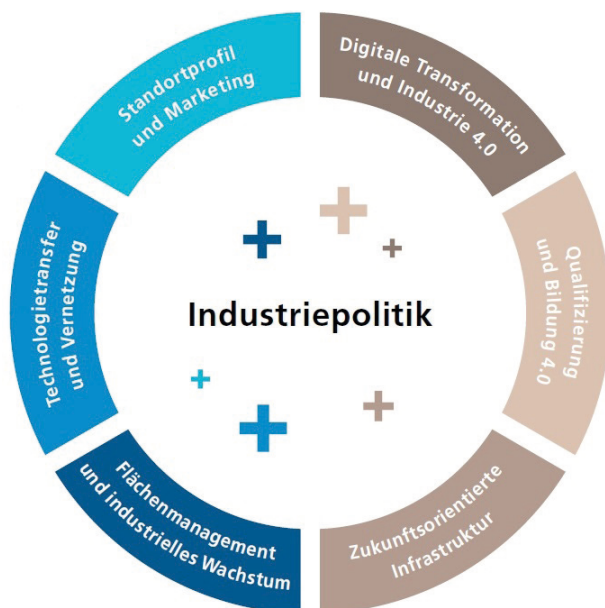 Digitale Transformation
und Industrie 4.0
Qualifizierung
und Bildung 4.0
Zukunftsorientierte
Infrastruktur
Flächenmanagement
und industrielles Wachstum
Technologietransfer
und Vernetzung
Standortprofil
und Marketing
Industriepolitik